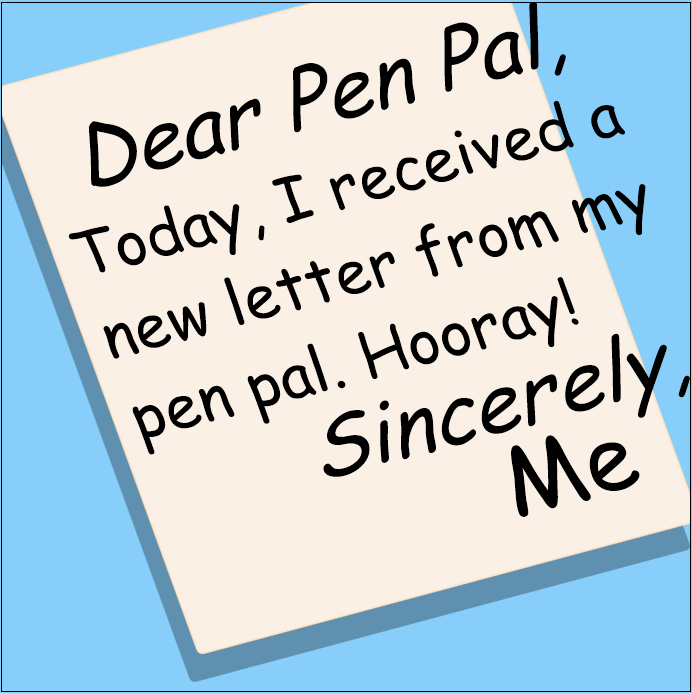 Dear Pen Pal,
Today, I received a
new letter from my
pen pal. Hooray!
Sincerely,
Me